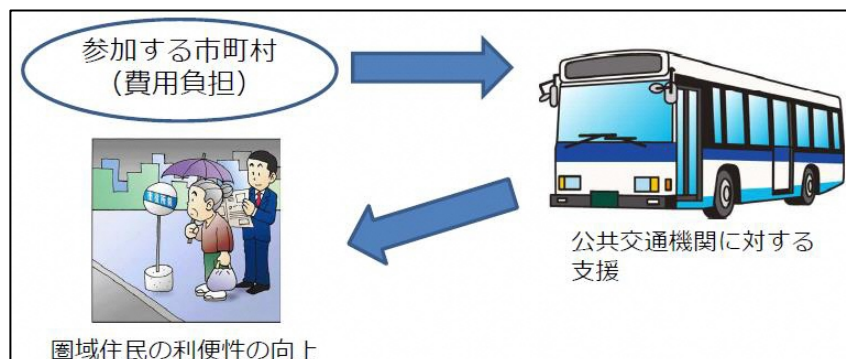 参加する市町村
（費用負担）
公共交通機関に対する
支援
圏域住民の利便性の向上